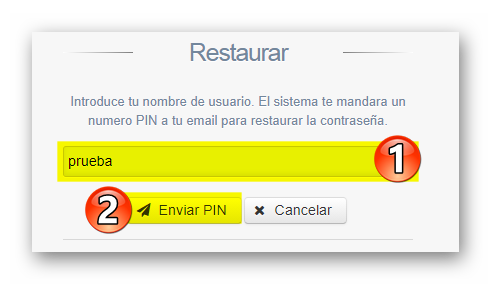 Restaurar
Introduce tu nombre de usuario. El sistema te mandara un
numero PIN a tu email para restaurar la contraseña.
prueba 1
2 Enviar PIN Cancelar